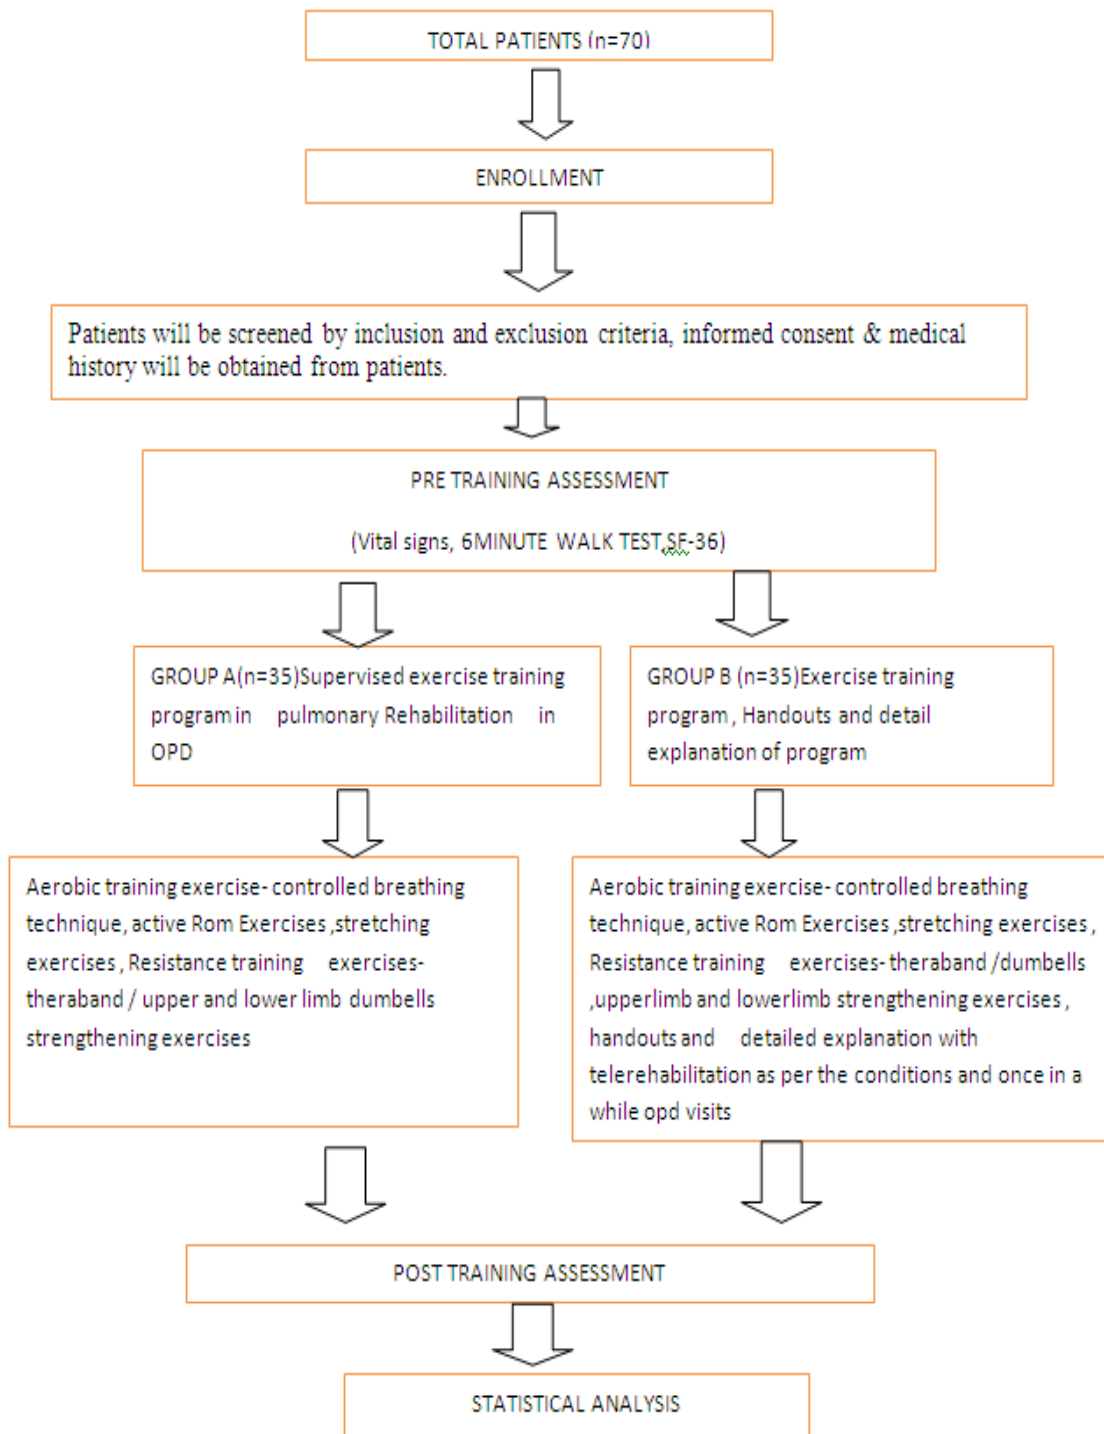 TOTAL PATIENTS (n=70)
ENROLLMENT
Patients will be screened by inclusion and exclusion criteria, informed consent & medical
history will be obtained from patients.
PRE TRAINING ASSESSMENT
(Vital signs, 6MINUTE WALK TEST,SF-36)
GROUP A(n=35)Supervised exercise training
program in pulmonary Rehabilitation in
OPD
GROUP B (n=35)Exercise training
program , Handouts and detail
explanation of program
Aerobic training exercise- controlled breathing
technique, active Rom Exercises ,stretching
exercises , Resistance training exercises-
theraband / upper and lower limb dumbells
strengthening exercises
Aerobic training exercise- controlled breathing
technique, active Rom Exercises ,stretching exercises ,
Resistance training exercises- theraband /dumbells
,upperlimb and lowerlimb strengthening exercises ,
handouts and detailed explanation with
telerehabilitation as per the conditions and once in a
while opd visits
POST TRAINING ASSESSMENT
STATISTICAL ANALYSIS